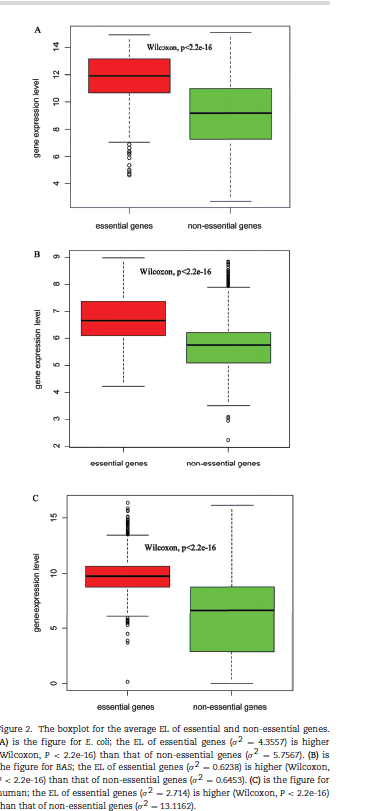 A
Wilcoxon, p<2.2e-16
gene expression level
14
12
10
8
6
4
essential genes
non-essential genes
B
Wilcoxon, p<2.2e-16
gene expression level
9
8
7
6
5
4
3
2
essential genes
non-essential genes
C
Wilcoxon, p<2.2e-16
gene expression level
15
10
5
0
essential genes
non-essential genes
igure 2. The boxplot for the average EL of essential and non-essential genes.
A) is the figure for E. coli; the EL of essential genes (σ² = 4.3557) is higher
Wilcoxon, P < 2.2e-16) than that of non-essential genes (σ² = 5.7567). (B) is
he figure for BAS; the EL of essential genes (σ² = 0.6238) is higher (Wilcoxon,
P < 2.2e-16) than that of non-essential genes (σ² = 0.6453). (C) is the figure for
human; the EL of essential genes (σ² = 2.714) is higher (Wilcoxon, P < 2.2e-16)
than that of non-essential genes (σ² = 13.1162).